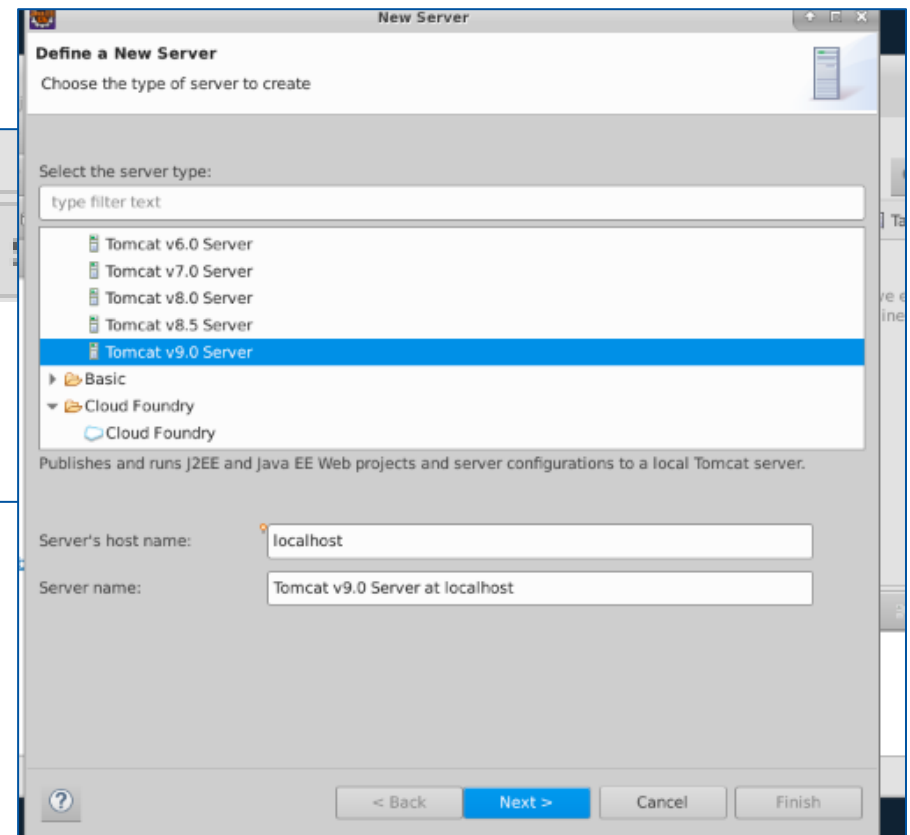 New Server
Define a New Server
Choose the type of server to create
Select the server type:
type filter text
Tomcat v6.0 Server
Tomcat v7.0 Server
Tomcat v8.0 Server
Tomcat v8.5 Server
Tomcat v9.0 Server
Basic
Cloud Foundry
Cloud Foundry
Publishes and runs J2EE and Java EE Web projects and server configurations to a local Tomcat server.
Server's host name: localhost
Server name: Tomcat v9.0 Server at localhost
? < Back Next > Cancel Finish